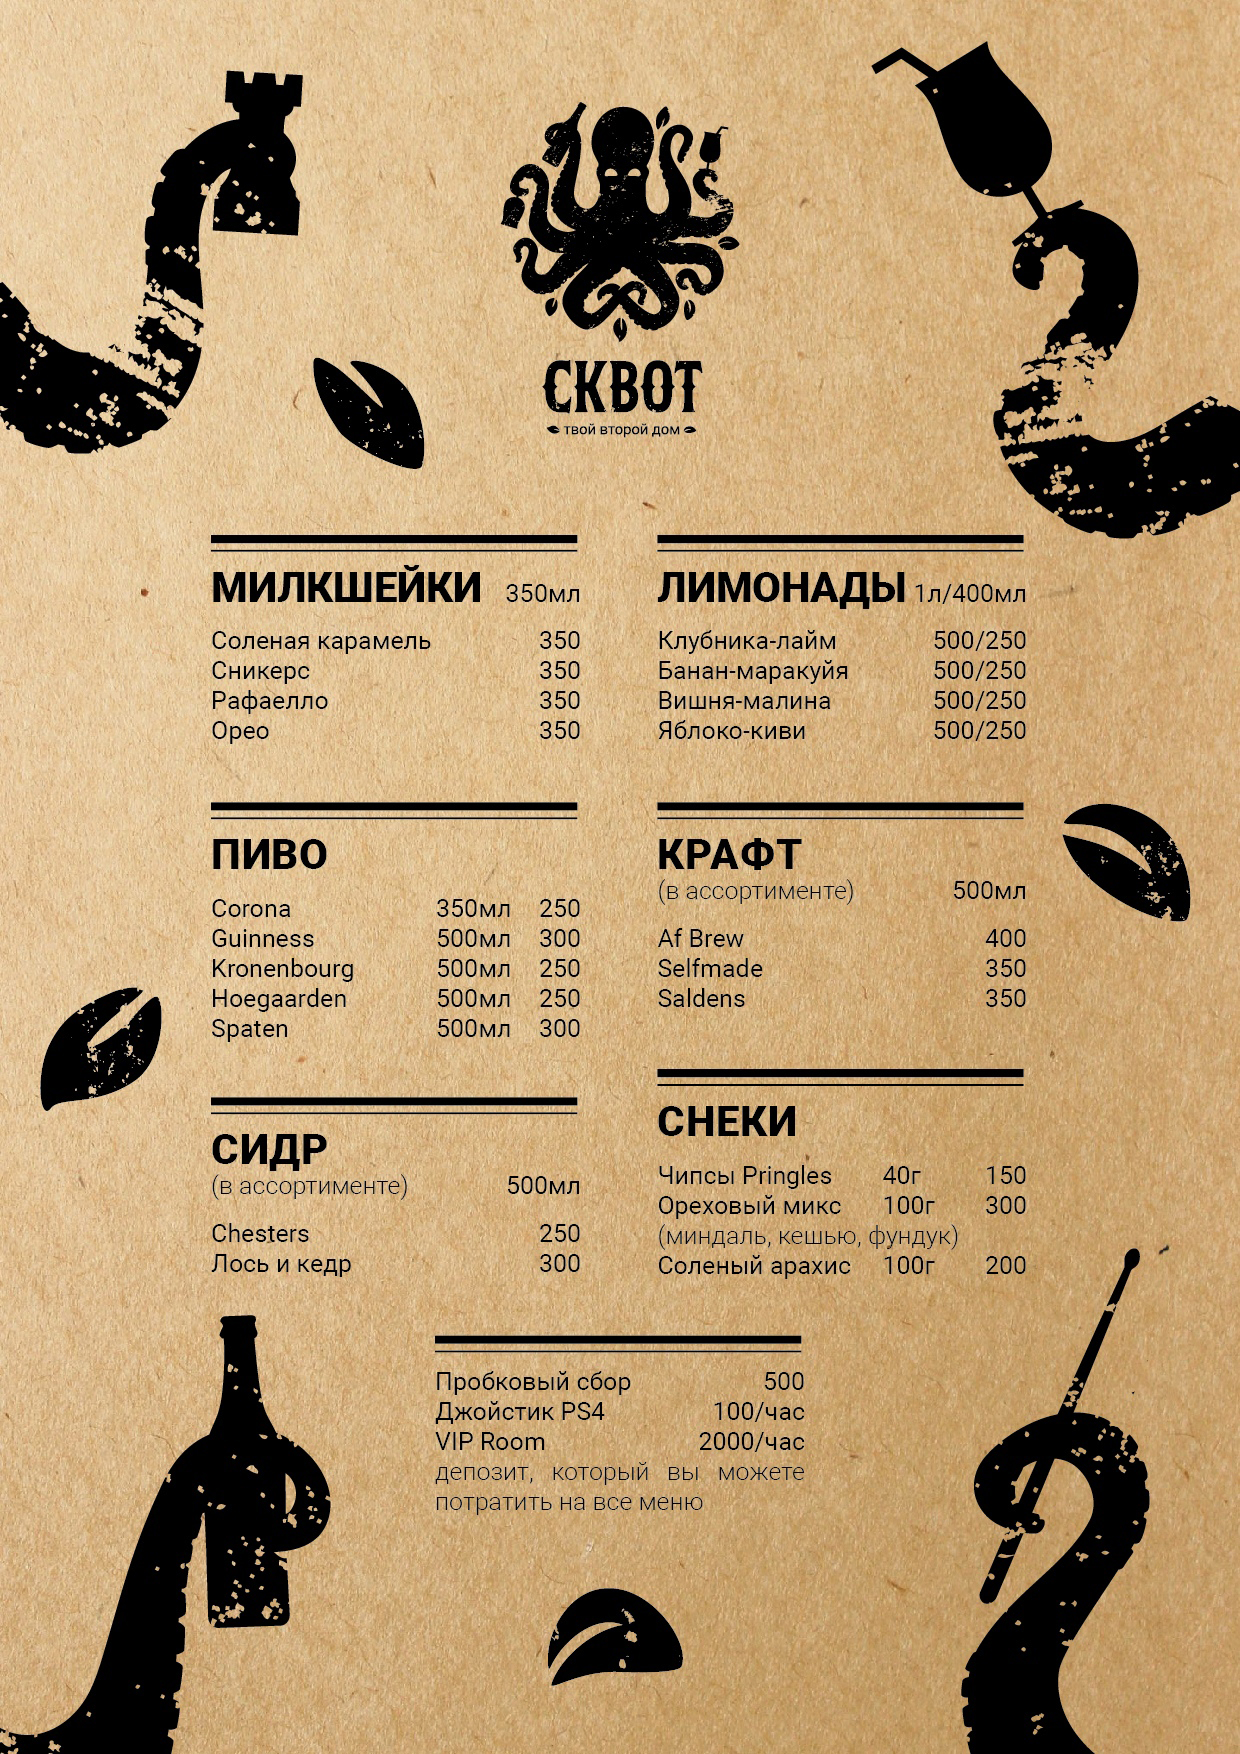 СКВОТ
твой второй дом
МИЛКШЕЙКИ 350мл
Соленая карамель 350
Сникерс 350
Рафаелло 350
Орео 350
ЛИМОНАДЫ 1л/400мл
Клубника-лайм 500/250
Банан-маракуйя 500/250
Вишня-малина 500/250
Яблоко-киви 500/250
ПИВО
Corona 350мл 250
Guinness 500мл 300
Kronenbourg 500мл 250
Hoegaarden 500мл 250
Spaten 500мл 300
КРАФТ
(в ассортименте) 500мл
Af Brew 400
Selfmade 350
Saldens 350
СИДР
(в ассортименте) 500мл
Chesters 250
Лось и кедр 300
СНЕКИ
Чипсы Pringles 40г 150
Ореховый микс 100г 300
(миндаль, кешью, фундук)
Соленый арахис 100г 200
Пробковый сбор 500
Джойстик PS4 100/час
VIP Room 2000/час
депозит, который вы можете
потратить на все меню